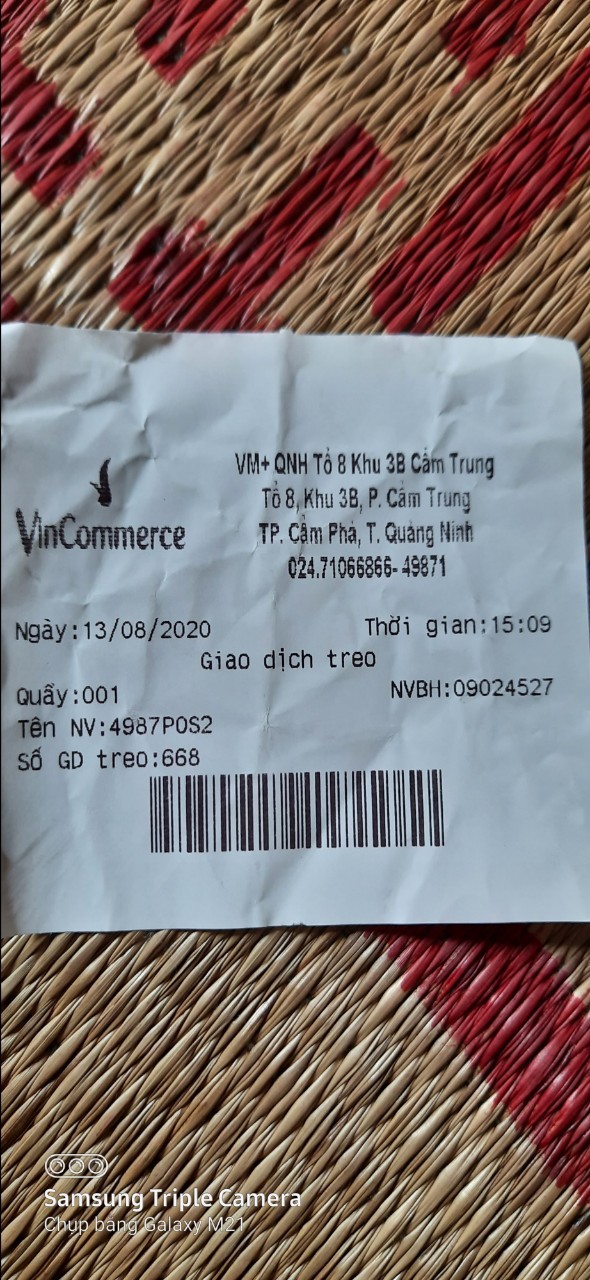 VinCommerce
VM+ QNH Tổ 8 Khu 3B Cẩm Trung
Tổ 8, Khu 3B, P. Cẩm Trung
TP. Cẩm Phả, T. Quảng Ninh
024.71066866-49871
Ngày:13/08/2020 Thời gian:15:09
Giao dịch treo
Quầy:001 NVBH:09024527
Tên NV:4987POS2
Số GD treo:668
Samsung Triple Camera
Chụp bằng Galaxy M21